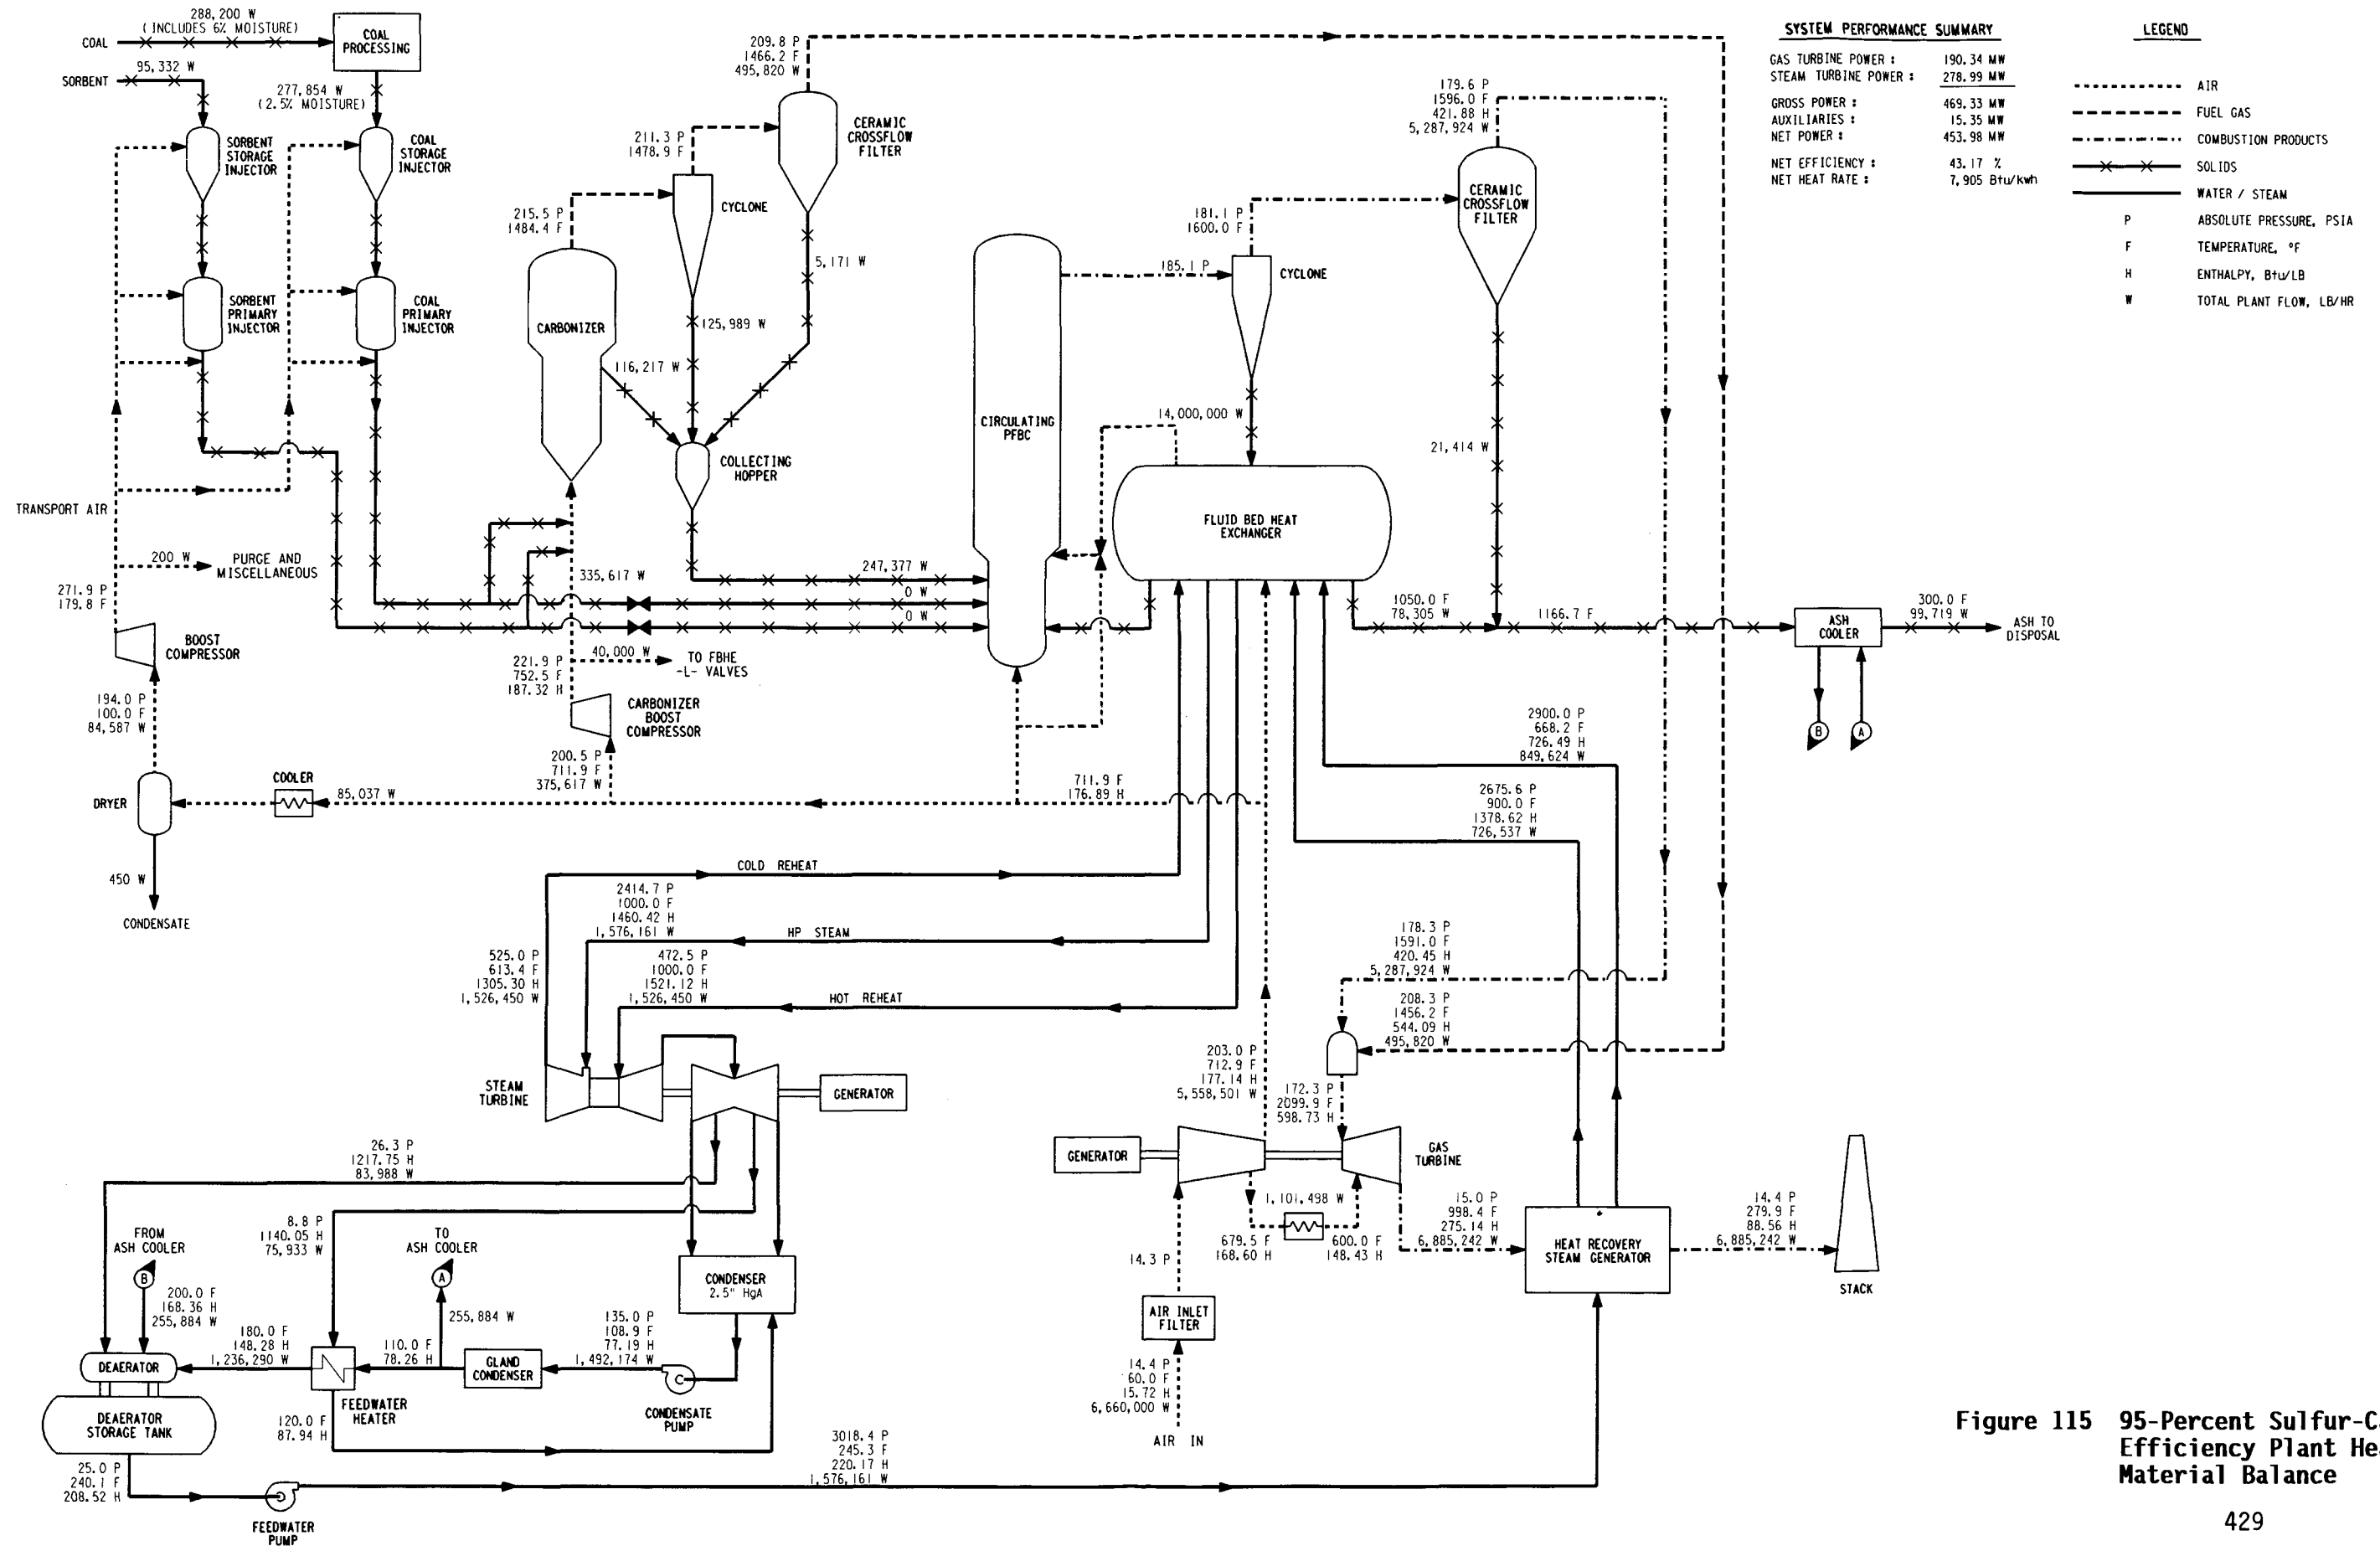 288,200 W
(INCLUDES 6% MOISTURE)
COAL
COAL
PROCESSING
95,332 W
SORBENT
277,854 W
(2.5% MOISTURE)
SORBENT
STORAGE
INJECTOR
COAL
STORAGE
INJECTOR
SORBENT
PRIMARY
INJECTOR
COAL
PRIMARY
INJECTOR
TRANSPORT AIR
200 W
PURGE AND
MISCELLANEOUS
271.9 P
179.8 F
BOOST
COMPRESSOR
194.0 P
100.0 F
84,587 W
DRYER
COOLER
85,037 W
450 W
CONDENSATE
209.8 P
1466.2 F
495,820 W
CERAMIC
CROSSFLOW
FILTER
211.3 P
1478.9 F
CYCLONE
215.5 P
1484.4 F
CARBONIZER
5,171 W
125,989 W
116,217 W
COLLECTING
HOPPER
335,617 W
247,377 W
0 W
0 W
40,000 W
TO FBHE
-L- VALVES
221.9 P
752.5 F
187.32 H
CARBONIZER
BOOST
COMPRESSOR
200.5 P
711.9 F
375,617 W
CIRCULATING
PFBC
185.1 P
181.1 P
1600.0 F
CYCLONE
14,000,000 W
FLUID BED HEAT
EXCHANGER
711.9 F
176.89 H
179.6 P
1596.0 F
421.88 H
5,287,924 W
CERAMIC
CROSSFLOW
FILTER
21,414 W
1050.0 F
78,305 W
1166.7 F
ASH
COOLER
300.0 F
99,719 W
ASH TO
DISPOSAL
B
A
2900.0 P
668.2 F
726.49 H
849,624 W
2675.6 P
900.0 F
1378.62 H
726,537 W
SYSTEM PERFORMANCE SUMMARY
GAS TURBINE POWER : 190.34 MW
STEAM TURBINE POWER : 278.99 MW
GROSS POWER : 469.33 MW
AUXILIARIES : 15.35 MW
NET POWER : 453.98 MW
NET EFFICIENCY : 43.17 %
NET HEAT RATE : 7,905 Btu/kwh
LEGEND
AIR
FUEL GAS
COMBUSTION PRODUCTS
SOLIDS
WATER / STEAM
P ABSOLUTE PRESSURE, PSIA
F TEMPERATURE, °F
H ENTHALPY, Btu/LB
W TOTAL PLANT FLOW, LB/HR
COLD REHEAT
2414.7 P
1000.0 F
1460.42 H
1,576,161 W
HP STEAM
525.0 P
613.4 F
1305.30 H
1,526,450 W
472.5 P
1000.0 F
1521.12 H
1,526,450 W
HOT REHEAT
STEAM
TURBINE
GENERATOR
178.3 P
1591.0 F
420.45 H
5,287,924 W
208.3 P
1456.2 F
544.09 H
495,820 W
203.0 P
712.9 F
177.14 H
5,558,501 W
172.3 P
2099.9 F
598.73 H
GENERATOR
GAS
TURBINE
1,101,498 W
679.5 F
168.60 H
600.0 F
148.43 H
15.0 P
998.4 F
275.14 H
6,885,242 W
HEAT RECOVERY
STEAM GENERATOR
14.4 P
279.9 F
88.56 H
6,885,242 W
STACK
14.3 P
AIR INLET
FILTER
14.4 P
60.0 F
15.72 H
6,660,000 W
AIR IN
26.3 P
1217.75 H
83,988 W
8.8 P
1140.05 H
75,933 W
FROM
ASH COOLER
B
TO
ASH COOLER
A
200.0 F
168.36 H
255,884 W
255,884 W
CONDENSER
2.5" HgA
135.0 P
108.9 F
77.19 H
1,492,174 W
180.0 F
148.28 H
1,236,290 W
110.0 F
78.26 H
GLAND
CONDENSER
C
CONDENSATE
PUMP
DEAERATOR
DEAERATOR
STORAGE TANK
FEEDWATER
HEATER
120.0 F
87.94 H
25.0 P
240.1 F
208.52 H
FEEDWATER
PUMP
3018.4 P
245.3 F
220.17 H
1,576,161 W
Figure 115 95-Percent Sulfur-C
Efficiency Plant He
Material Balance
429